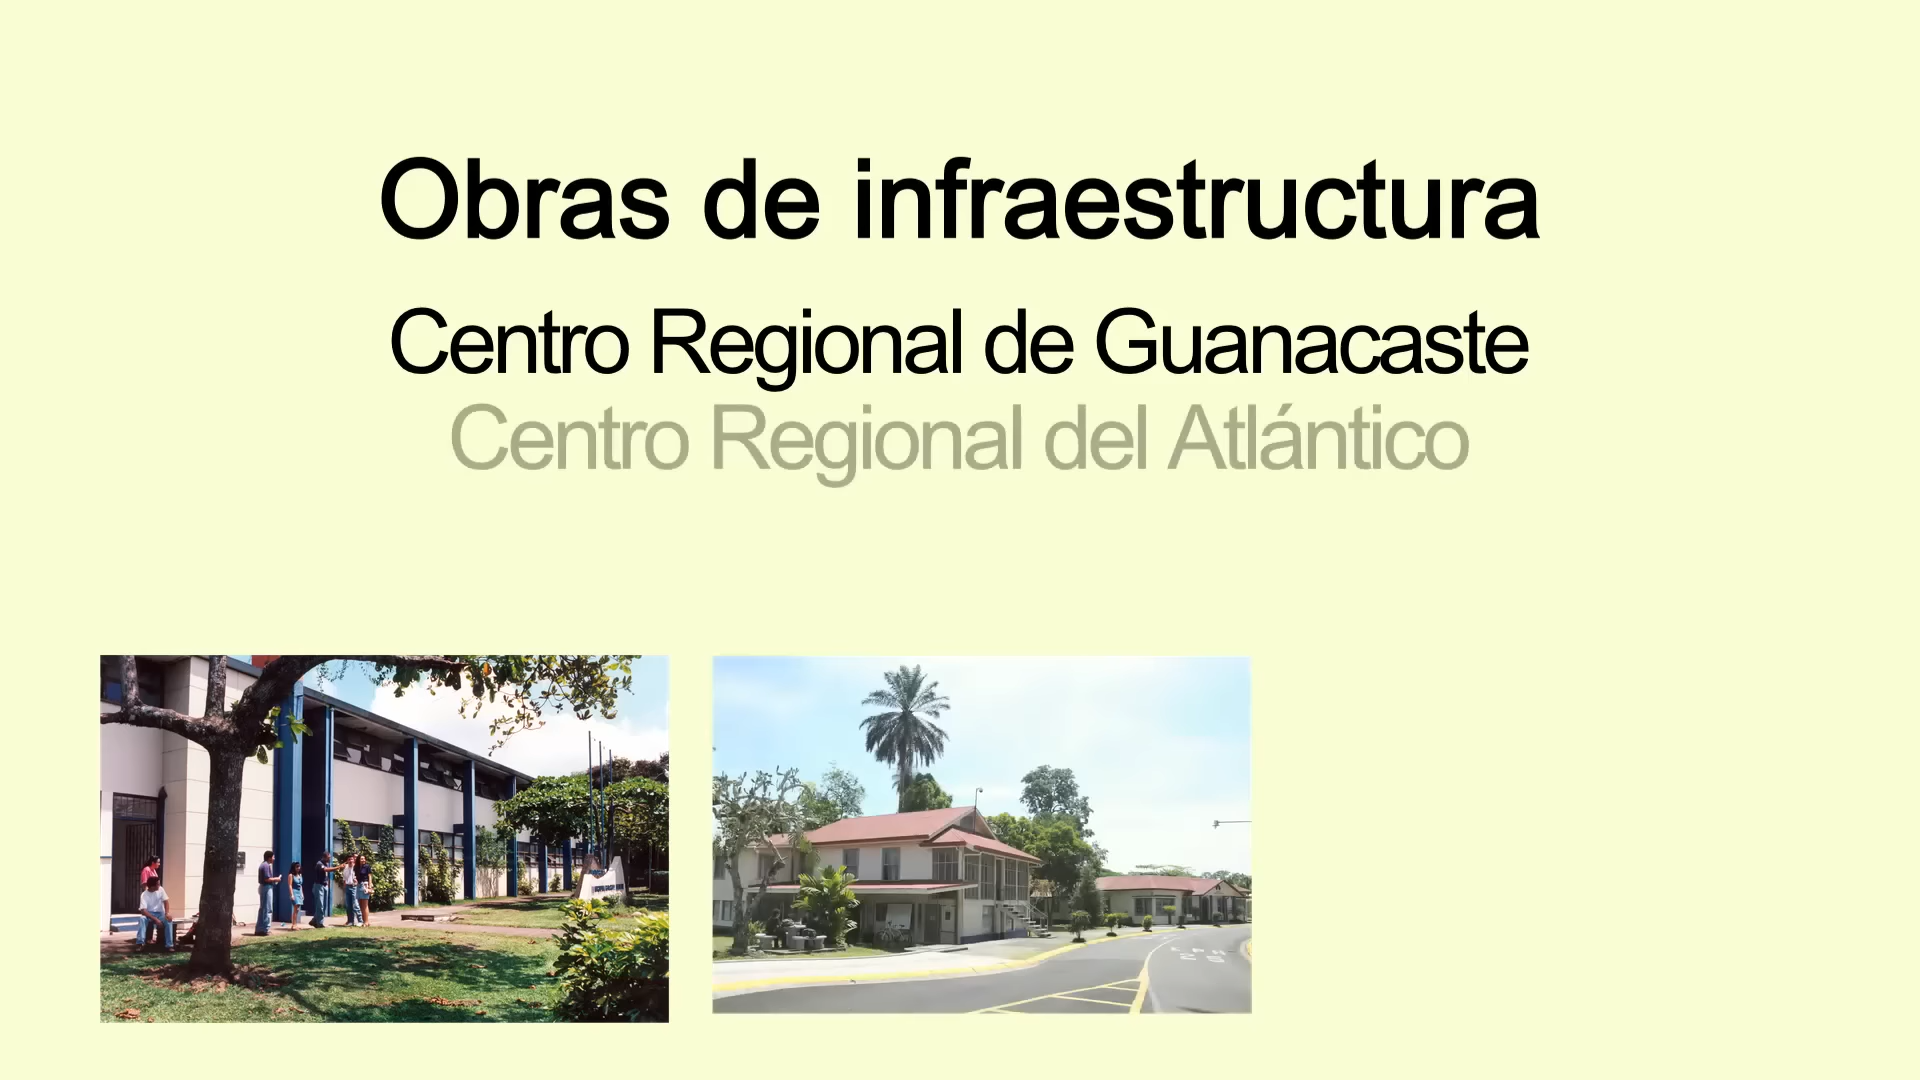 Obras de infraestructura
Centro Regional de Guanacaste
Centro Regional del Atlántico